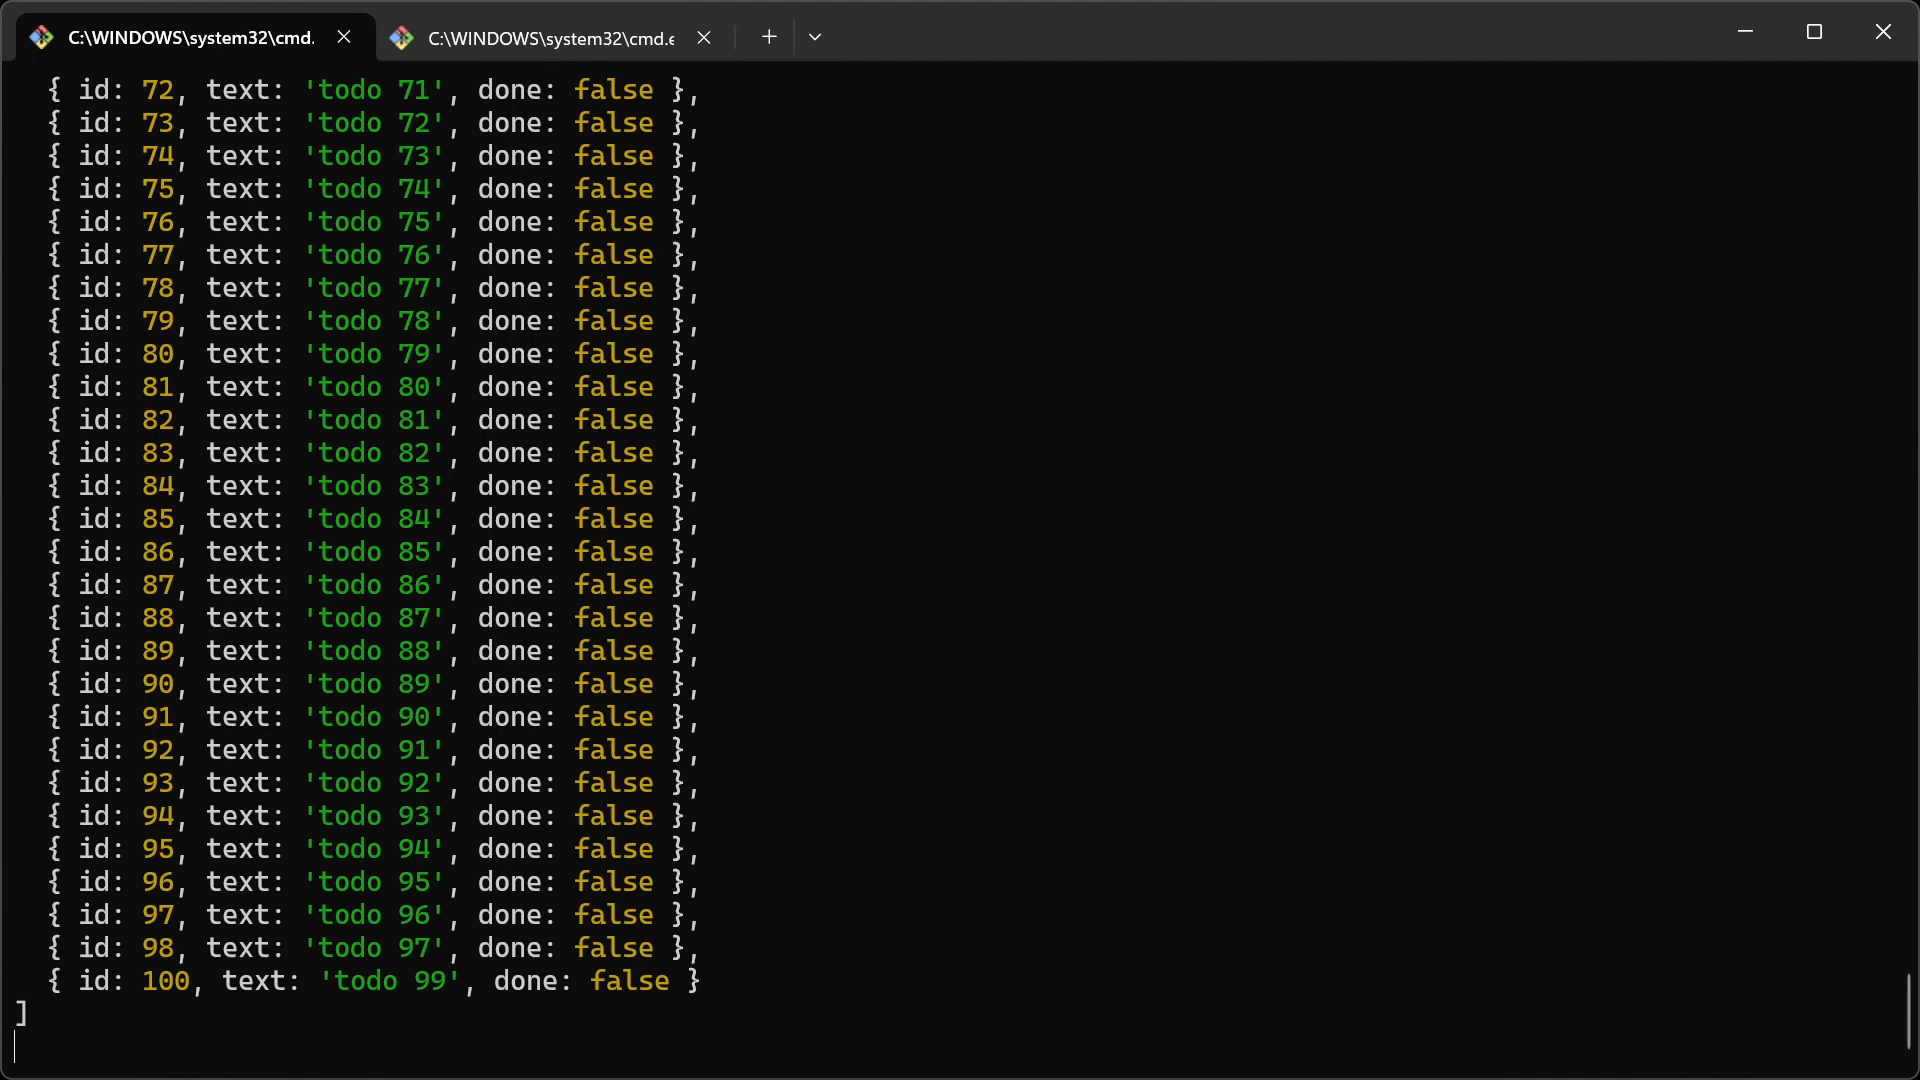 C:\WINDOWS\system32\cmd.
C:\WINDOWS\system32\cmd.e
{ id: 72, text: 'todo 71', done: false },
{ id: 73, text: 'todo 72', done: false },
{ id: 74, text: 'todo 73', done: false },
{ id: 75, text: 'todo 74', done: false },
{ id: 76, text: 'todo 75', done: false },
{ id: 77, text: 'todo 76', done: false },
{ id: 78, text: 'todo 77', done: false },
{ id: 79, text: 'todo 78', done: false },
{ id: 80, text: 'todo 79', done: false },
{ id: 81, text: 'todo 80', done: false },
{ id: 82, text: 'todo 81', done: false },
{ id: 83, text: 'todo 82', done: false },
{ id: 84, text: 'todo 83', done: false },
{ id: 85, text: 'todo 84', done: false },
{ id: 86, text: 'todo 85', done: false },
{ id: 87, text: 'todo 86', done: false },
{ id: 88, text: 'todo 87', done: false },
{ id: 89, text: 'todo 88', done: false },
{ id: 90, text: 'todo 89', done: false },
{ id: 91, text: 'todo 90', done: false },
{ id: 92, text: 'todo 91', done: false },
{ id: 93, text: 'todo 92', done: false },
{ id: 94, text: 'todo 93', done: false },
{ id: 95, text: 'todo 94', done: false },
{ id: 96, text: 'todo 95', done: false },
{ id: 97, text: 'todo 96', done: false },
{ id: 98, text: 'todo 97', done: false },
{ id: 100, text: 'todo 99', done: false }
]